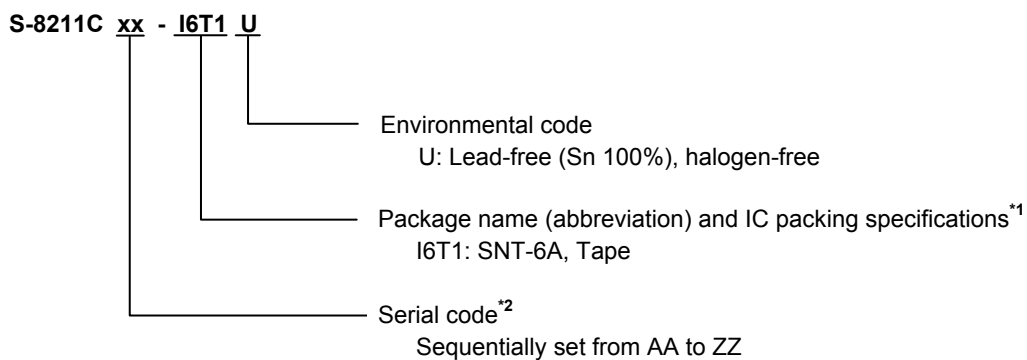 S-8211C xx - I6T1 U
Environmental code
U: Lead-free (Sn 100%), halogen-free
Package name (abbreviation) and IC packing specifications*1
I6T1: SNT-6A, Tape
Serial code*2
Sequentially set from AA to ZZ